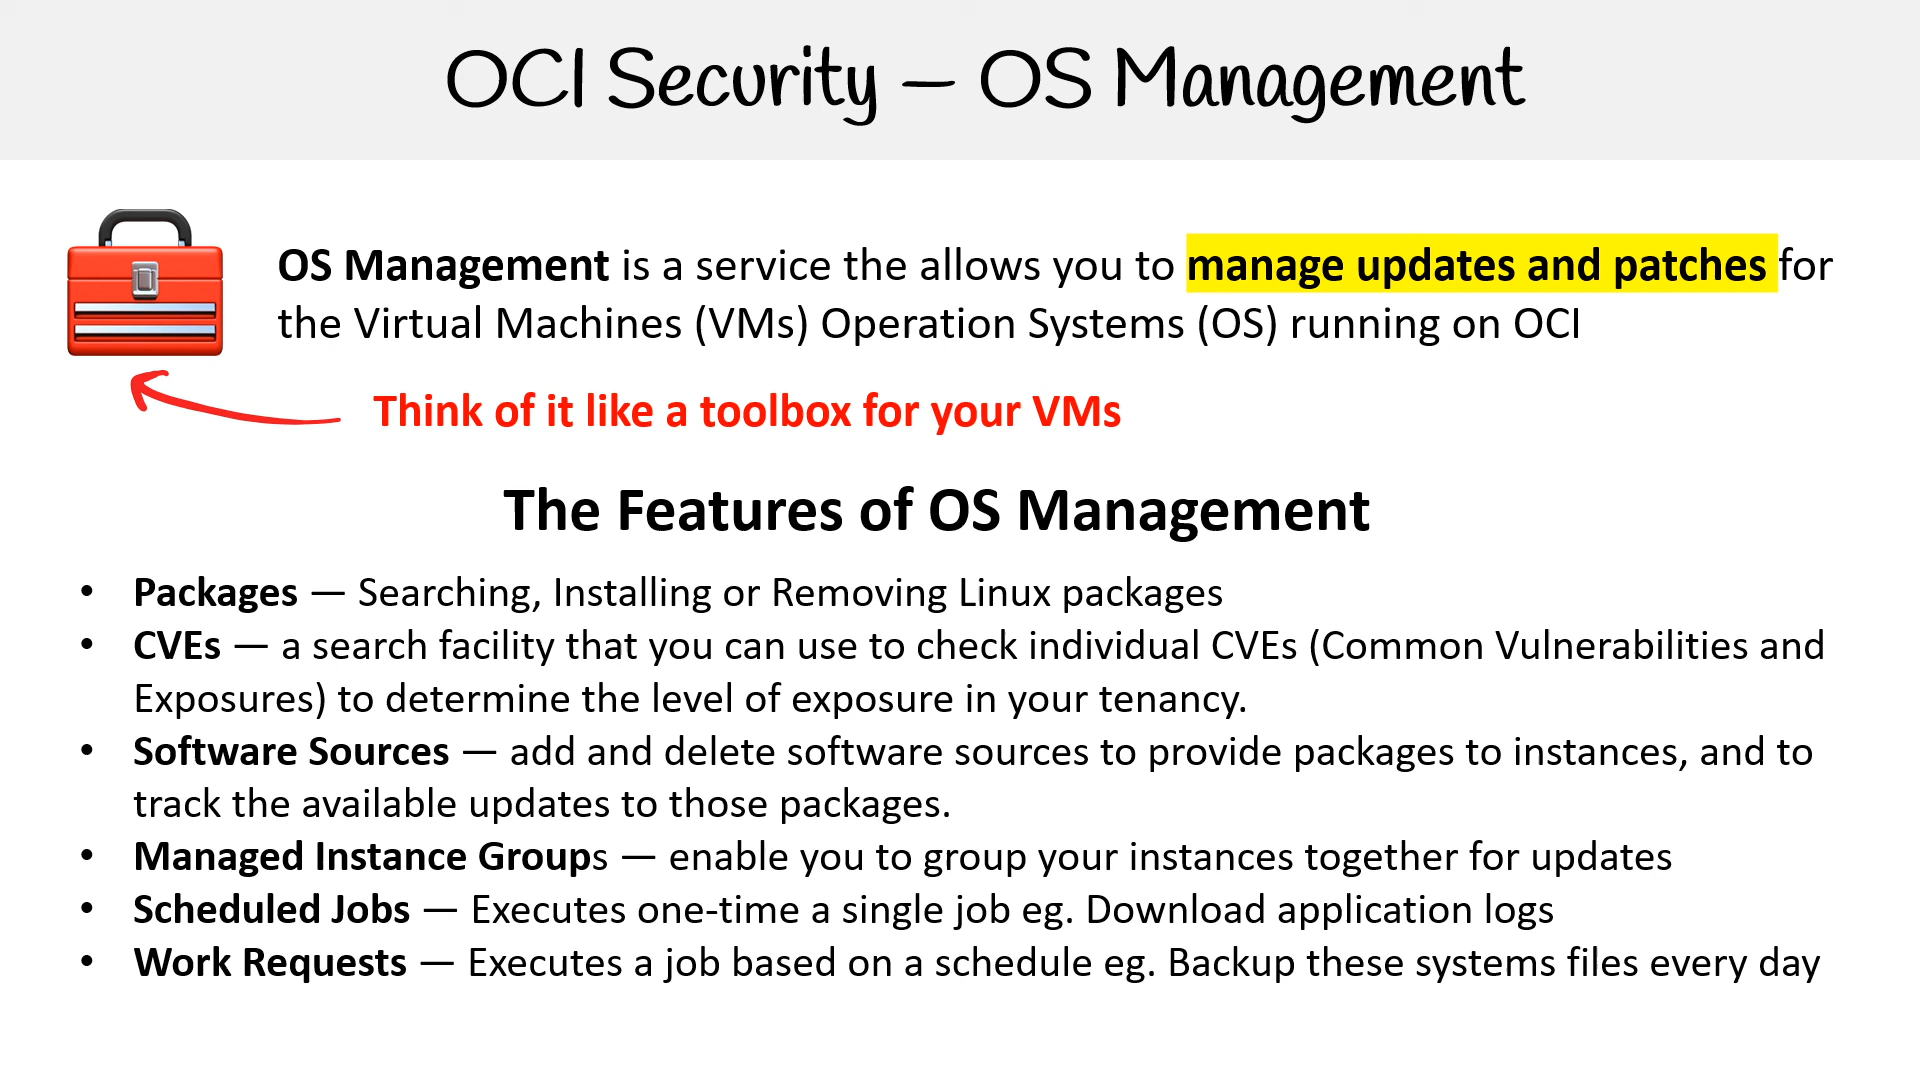 OCI Security – OS Management
OS Management is a service the allows you to manage updates and patches for
the Virtual Machines (VMs) Operation Systems (OS) running on OCI
Think of it like a toolbox for your VMs
The Features of OS Management
• Packages — Searching, Installing or Removing Linux packages
• CVEs — a search facility that you can use to check individual CVEs (Common Vulnerabilities and
Exposures) to determine the level of exposure in your tenancy.
• Software Sources — add and delete software sources to provide packages to instances, and to
track the available updates to those packages.
• Managed Instance Groups — enable you to group your instances together for updates
• Scheduled Jobs — Executes one-time a single job eg. Download application logs
• Work Requests — Executes a job based on a schedule eg. Backup these systems files every day